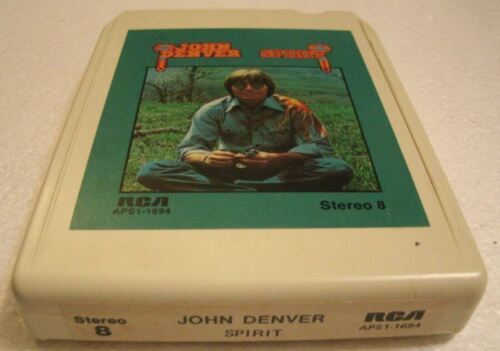 JOHN
DENVER
SPIRIT
RCA
APS1-1694
Stereo 8
Stereo
8
JOHN DENVER
SPIRIT
RCA
APS1-1694